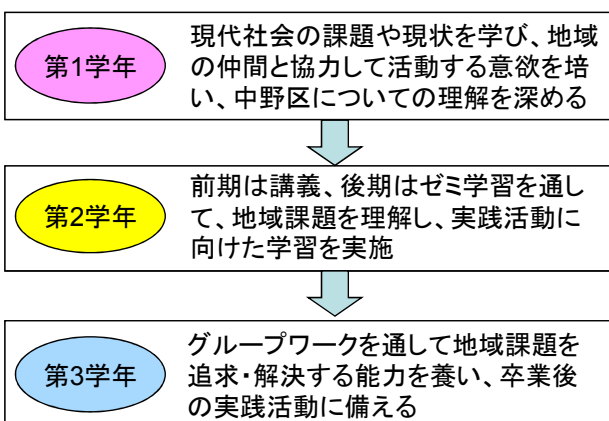 第1学年
現代社会の課題や現状を学び、地域
の仲間と協力して活動する意欲を培
い、中野区についての理解を深める
第2学年
前期は講義、後期はゼミ学習を通し
て、地域課題を理解し、実践活動に
向けた学習を実施
第3学年
グループワークを通して地域課題を
追求・解決する能力を養い、卒業後
の実践活動に備える